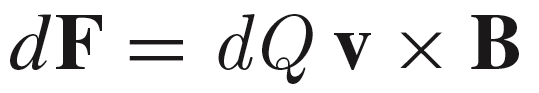 d𝐅 = dQ 𝐯 × 𝐁